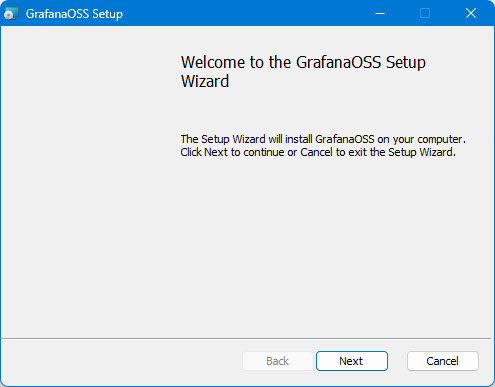 GrafanaOSS Setup
Welcome to the GrafanaOSS Setup
Wizard
The Setup Wizard will install GrafanaOSS on your computer.
Click Next to continue or Cancel to exit the Setup Wizard.
Back
Next
Cancel